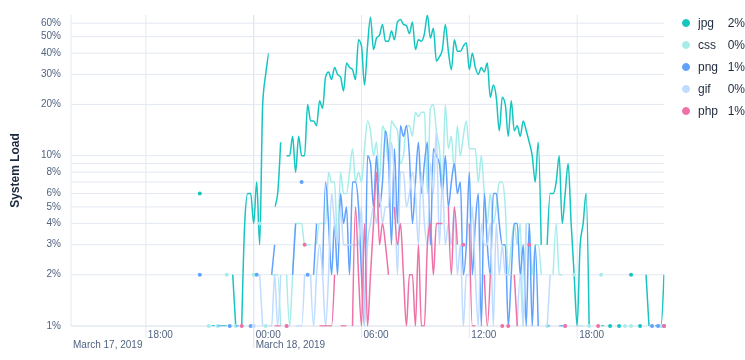 60%
50%
40%
30%
20%
10%
8%
6%
5%
4%
3%
2%
1%
System Load
18:00
00:00
06:00
12:00
18:00
March 17, 2019
March 18, 2019
jpg 2%
css 0%
png 1%
gif 0%
php 1%